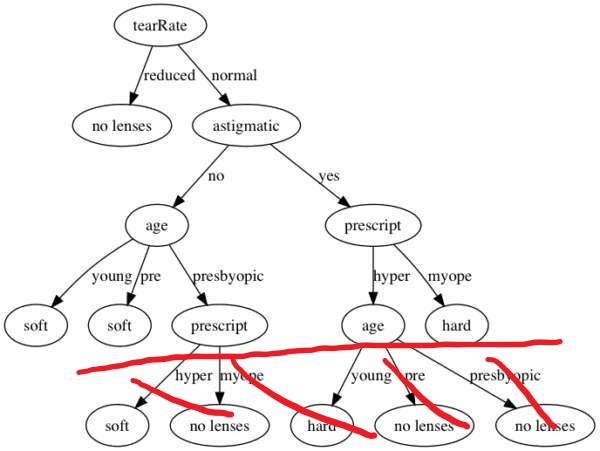 tearRate
reduced normal
no lenses astigmatic
no yes
age prescript
young pre presbyopic hyper myope
soft soft prescript age hard
hyper myope young pre presbyopic
soft no lenses hard no lenses no lenses